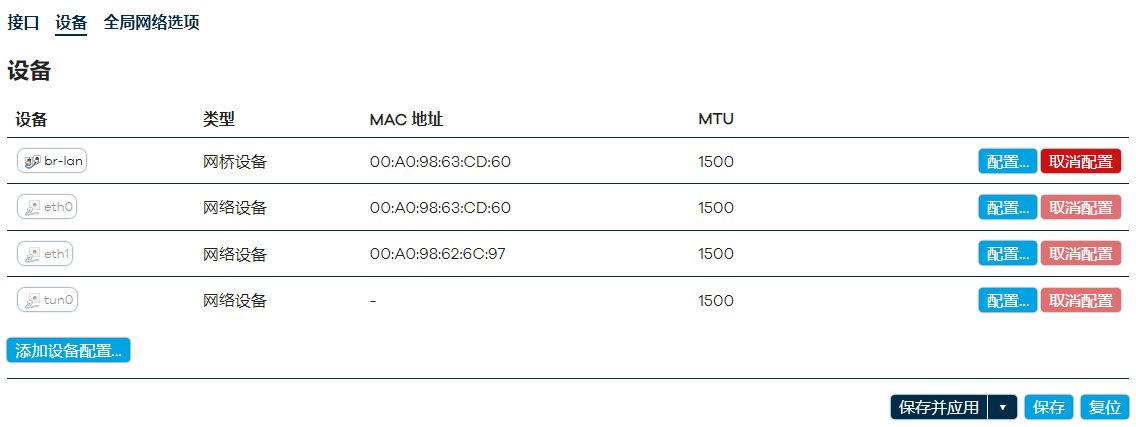 接口 设备 全局网络选项
设备
设备 类型 MAC 地址 MTU
br-lan 网桥设备 00:A0:98:63:CD:60 1500 配置... 取消配置
eth0 网络设备 00:A0:98:63:CD:60 1500 配置... 取消配置
eth1 网络设备 00:A0:98:62:6C:97 1500 配置... 取消配置
tun0 网络设备 - 1500 配置... 取消配置
添加设备配置...
保存并应用 ▾ 保存 复位